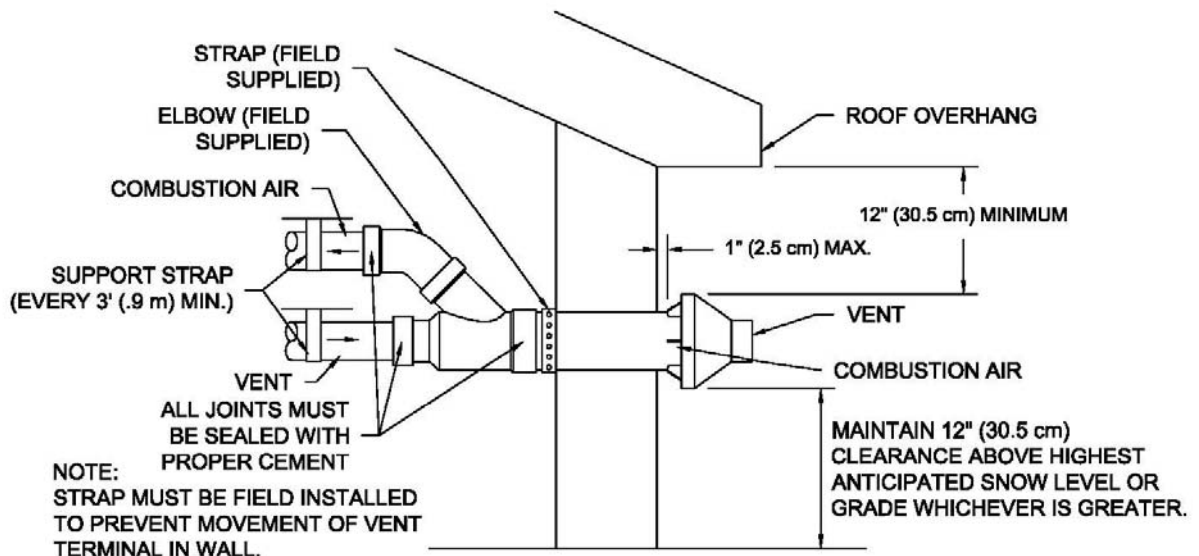 STRAP (FIELD
SUPPLIED)
ELBOW (FIELD
SUPPLIED)
COMBUSTION AIR
SUPPORT STRAP
(EVERY 3' (.9 m) MIN.)
VENT
ALL JOINTS MUST
BE SEALED WITH
PROPER CEMENT
NOTE:
STRAP MUST BE FIELD INSTALLED
TO PREVENT MOVEMENT OF VENT
TERMINAL IN WALL.
ROOF OVERHANG
12" (30.5 cm) MINIMUM
1" (2.5 cm) MAX.
VENT
COMBUSTION AIR
MAINTAIN 12" (30.5 cm)
CLEARANCE ABOVE HIGHEST
ANTICIPATED SNOW LEVEL OR
GRADE WHICHEVER IS GREATER.